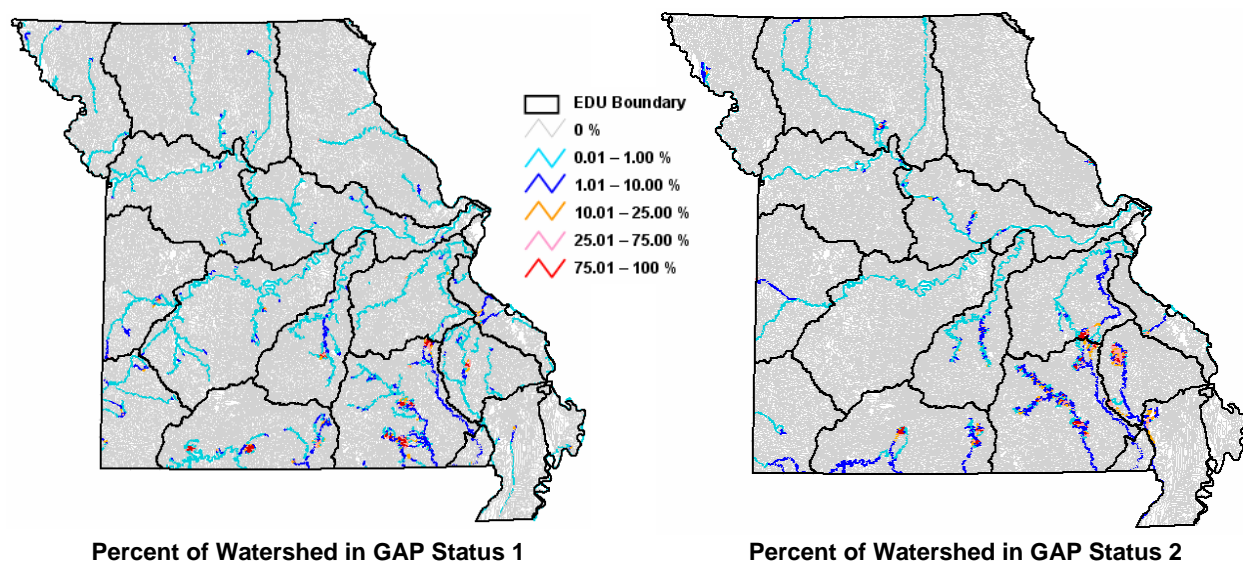 EDU Boundary
0 %
0.01 – 1.00 %
1.01 – 10.00 %
10.01 – 25.00 %
25.01 – 75.00 %
75.01 – 100 %
Percent of Watershed in GAP Status 1
Percent of Watershed in GAP Status 2